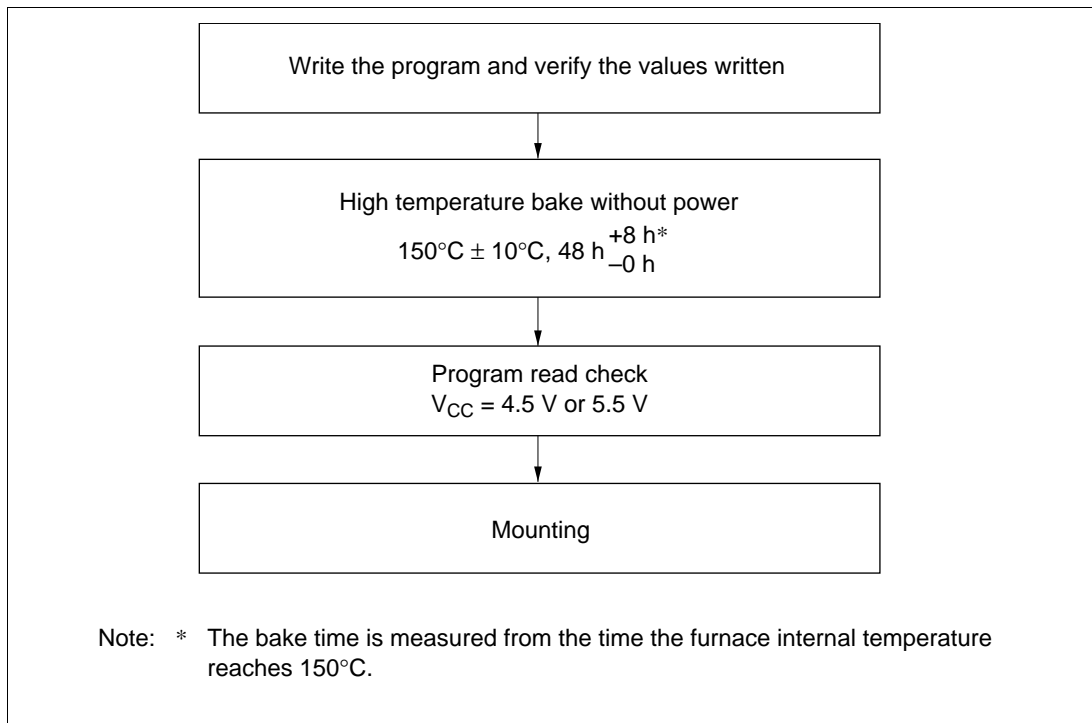 Write the program and verify the values written
High temperature bake without power
150°C ± 10°C, 48 h +8 h*
–0 h
Program read check
VCC = 4.5 V or 5.5 V
Mounting
Note: * The bake time is measured from the time the furnace internal temperature
reaches 150°C.